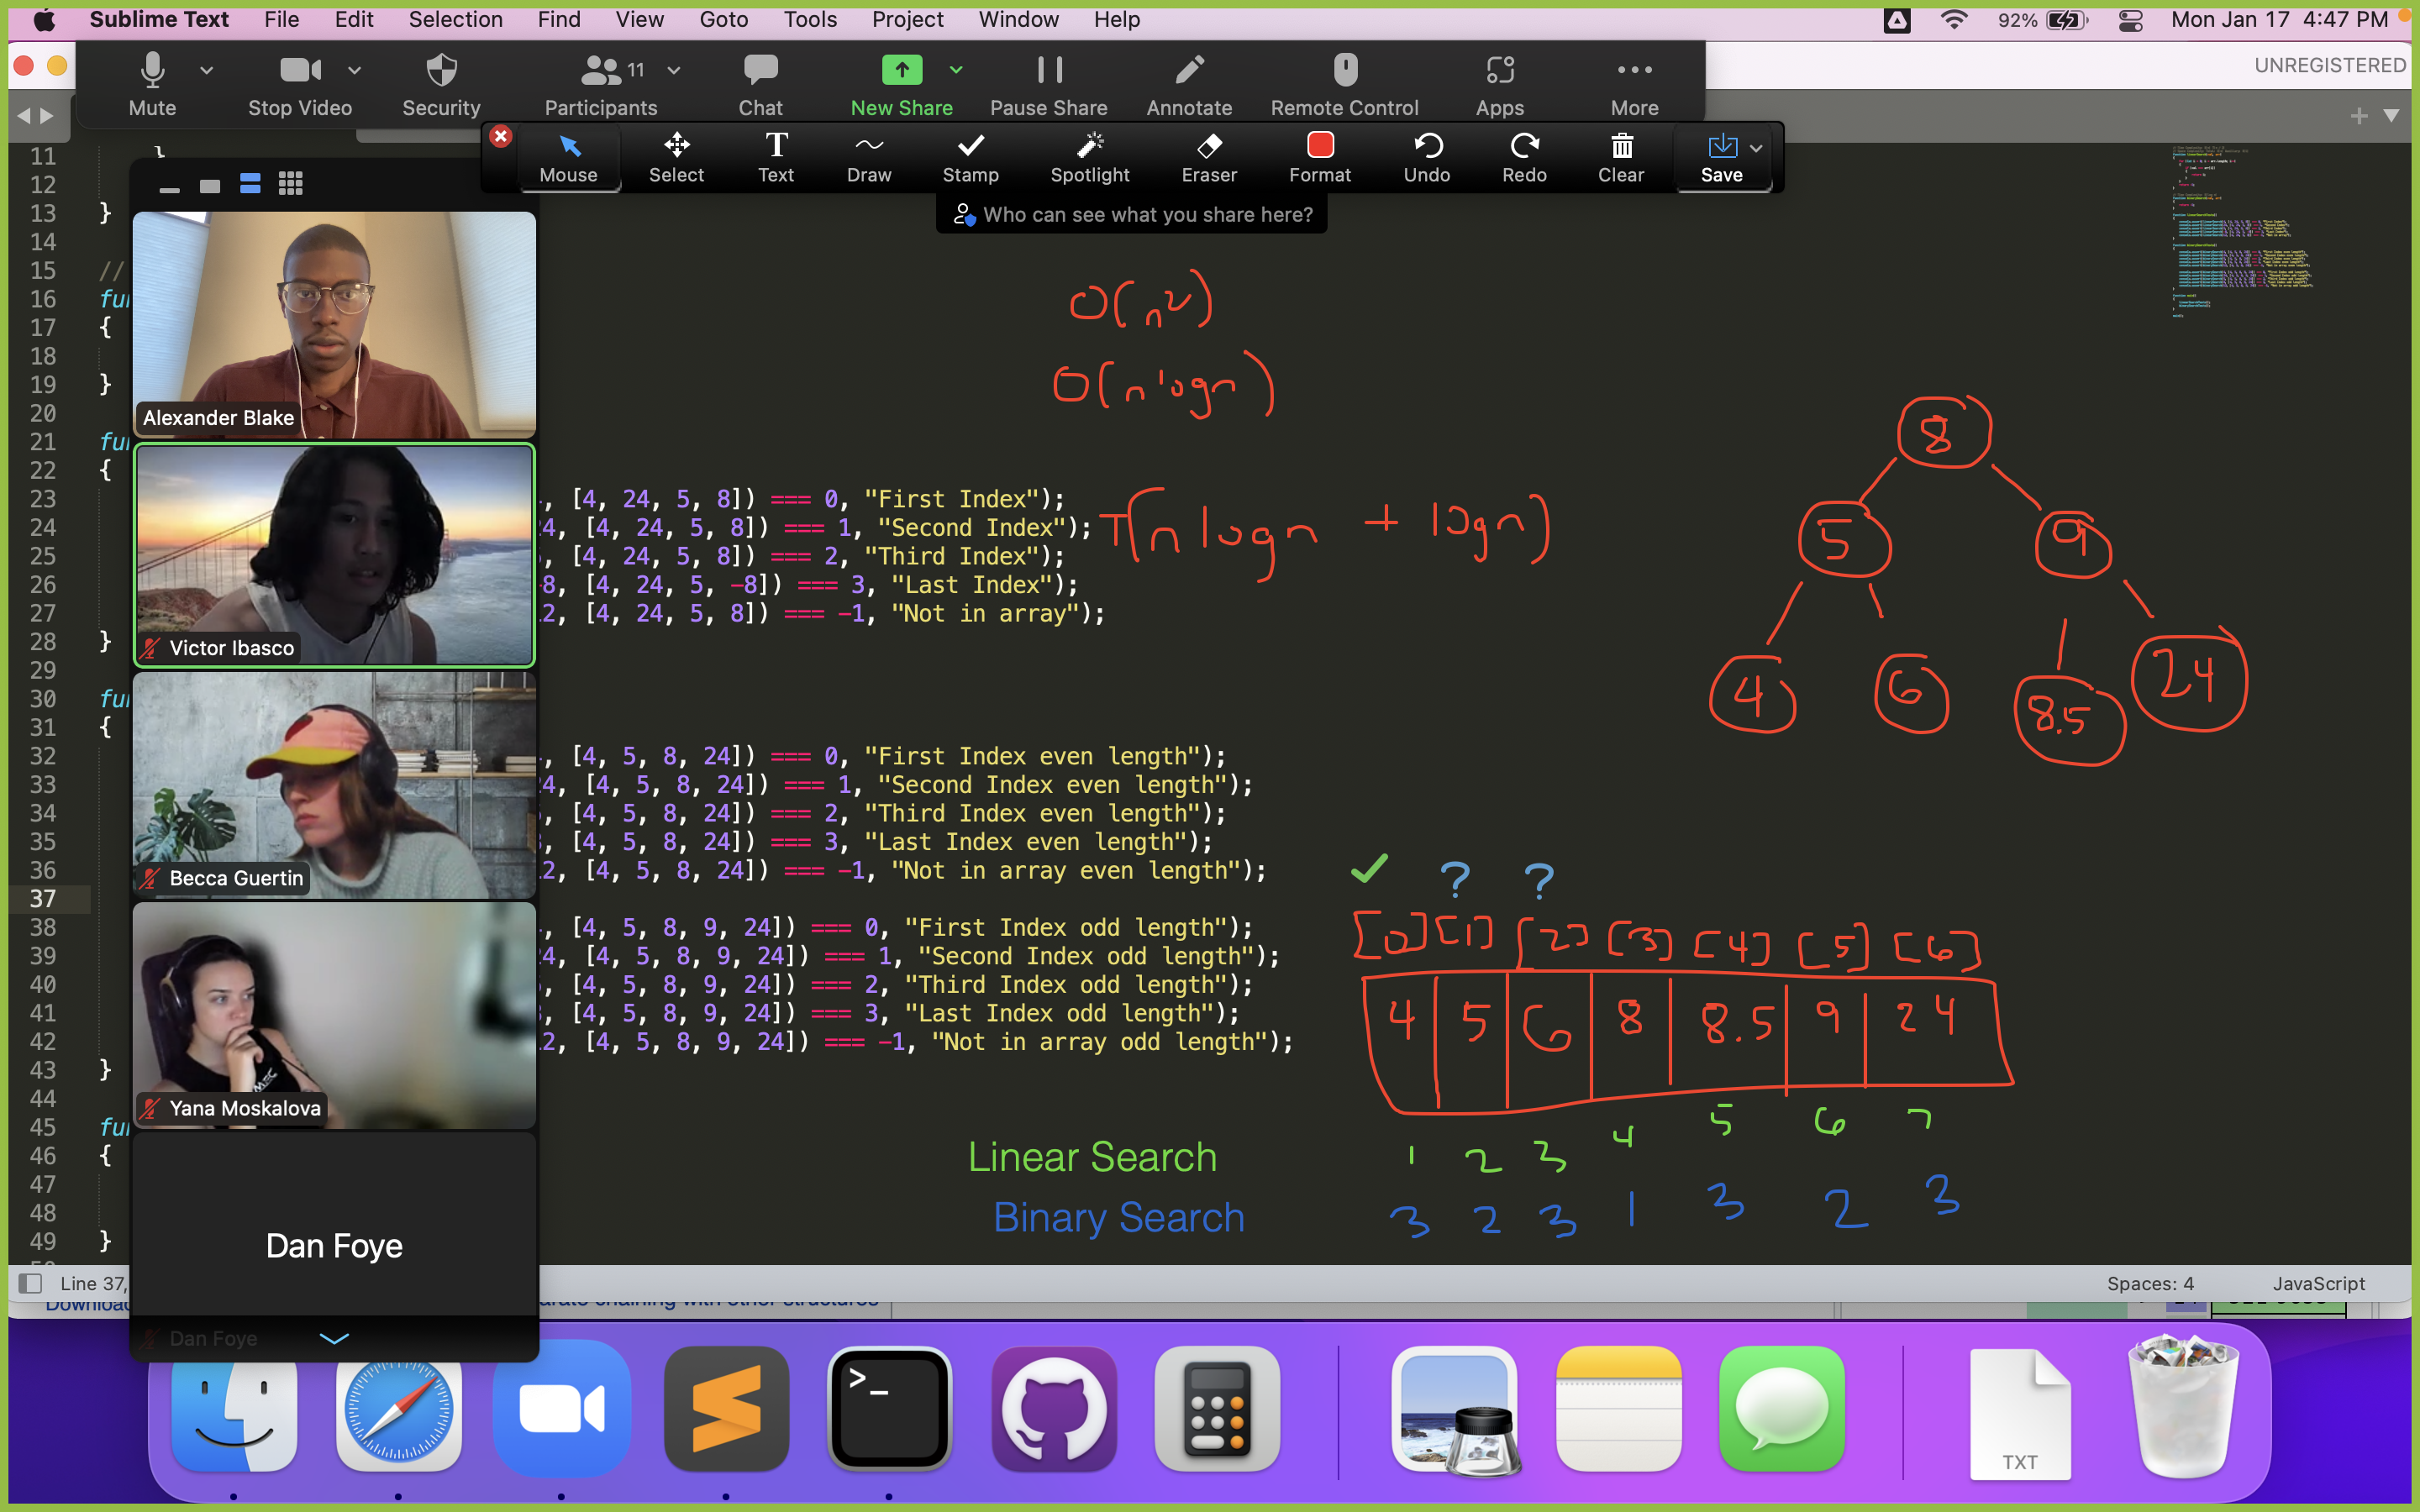 Sublime Text File Edit Selection Find View Goto Tools Project Window Help 92% Mon Jan 17 4:47 PM
UNREGISTERED
11
Mute Stop Video Security Participants Chat New Share Pause Share Annotate Remote Control Apps More
Mouse Select Text Draw Stamp Spotlight Eraser Format Undo Redo Clear Save
Who can see what you share here?
11 }
12
13 }
14
15 //
16 fu
17 {
18
19 }
20
21 fu
22 {
23 , [4, 24, 5, 8]) === 0, "First Index");
24 24, [4, 24, 5, 8]) === 1, "Second Index");
25 , [4, 24, 5, 8]) === 2, "Third Index");
26 -8, [4, 24, 5, -8]) === 3, "Last Index");
27 12, [4, 24, 5, 8]) === -1, "Not in array");
28 }
29
30 fu
31 {
32 , [4, 5, 8, 24]) === 0, "First Index even length");
33 24, [4, 5, 8, 24]) === 1, "Second Index even length");
34 , [4, 5, 8, 24]) === 2, "Third Index even length");
35 , [4, 5, 8, 24]) === 3, "Last Index even length");
36 12, [4, 5, 8, 24]) === -1, "Not in array even length");
37
38 , [4, 5, 8, 9, 24]) === 0, "First Index odd length");
39 24, [4, 5, 8, 9, 24]) === 1, "Second Index odd length");
40 , [4, 5, 8, 9, 24]) === 2, "Third Index odd length");
41 , [4, 5, 8, 9, 24]) === 3, "Last Index odd length");
42 12, [4, 5, 8, 9, 24]) === -1, "Not in array odd length");
43 }
44
45 fu
46 {
47
48
49 }
Alexander Blake
Victor Ibasco
Becca Guertin
Yana Moskalova
Dan Foye
Dan Foye
O(n²)
O(n logn)
T(n logn + logn)
8
5 9
4 6 8.5 24
? ?
[0] [1] [2] [3] [4] [5] [6]
4 5 6 8 8.5 9 24
Linear Search 1 2 3 4 5 6 7
Binary Search 3 2 3 1 3 2 3
Line 37, Spaces: 4 JavaScript
chaining with other structures
>_
TXT